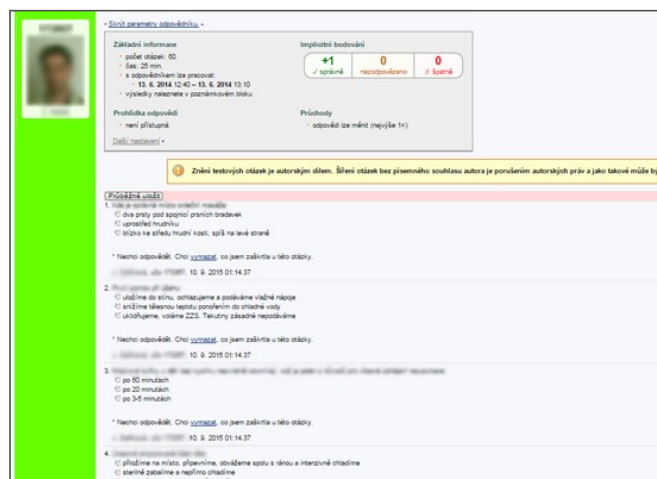 • Skrýt parametry odpovědníku. •
Základní informace
• počet otázek: 60
• čas: 25 min.
• s odpovědníkem lze pracovat:
• 13. 6. 2014 12:40 – 13. 6. 2014 13:10
• výsledky naleznete v poznámkovém bloku
Implicitní bodování
+1
✓ správně
0
nezodpovězeno
0
✗ špatně
Prohlídka odpovědí
• není přístupná
Průchody
• odpovědi lze měnit (nejvýše 1×)
Další nastavení •
Znění testových otázek je autorským dílem. Šíření otázek bez písemného souhlasu autora je porušením autorských práv a jako takové může bý
Průběžně uložit
1.
dva prsty pod spojnicí prsních bradavek
uprostřed hrudníku
blízko ke středu hrudní kosti, spíš na levé straně
* Nechci odpovědět. Chci vymazat, co jsem zaškrtla u této otázky.
10. 9. 2015 01:14.37
2.
uložíme do stínu, ochlazujeme a podáváme vlažné nápoje
snížíme tělesnou teplotu ponořením do chladné vody
uklidňujeme, voláme ZZS. Tekutiny zásadně nepodáváme
* Nechci odpovědět. Chci vymazat, co jsem zaškrtla u této otázky.
10. 9. 2015 01:14.37
3.
po 60 minutách
po 20 minutách
po 3-5 minutách
* Nechci odpovědět. Chci vymazat, co jsem zaškrtla u této otázky.
10. 9. 2015 01:14.37
4.
přiložíme na místo, připevníme, obvážeme spolu s ránou a intenzivně chladíme
sterilně zabalíme a nepřímo chladíme